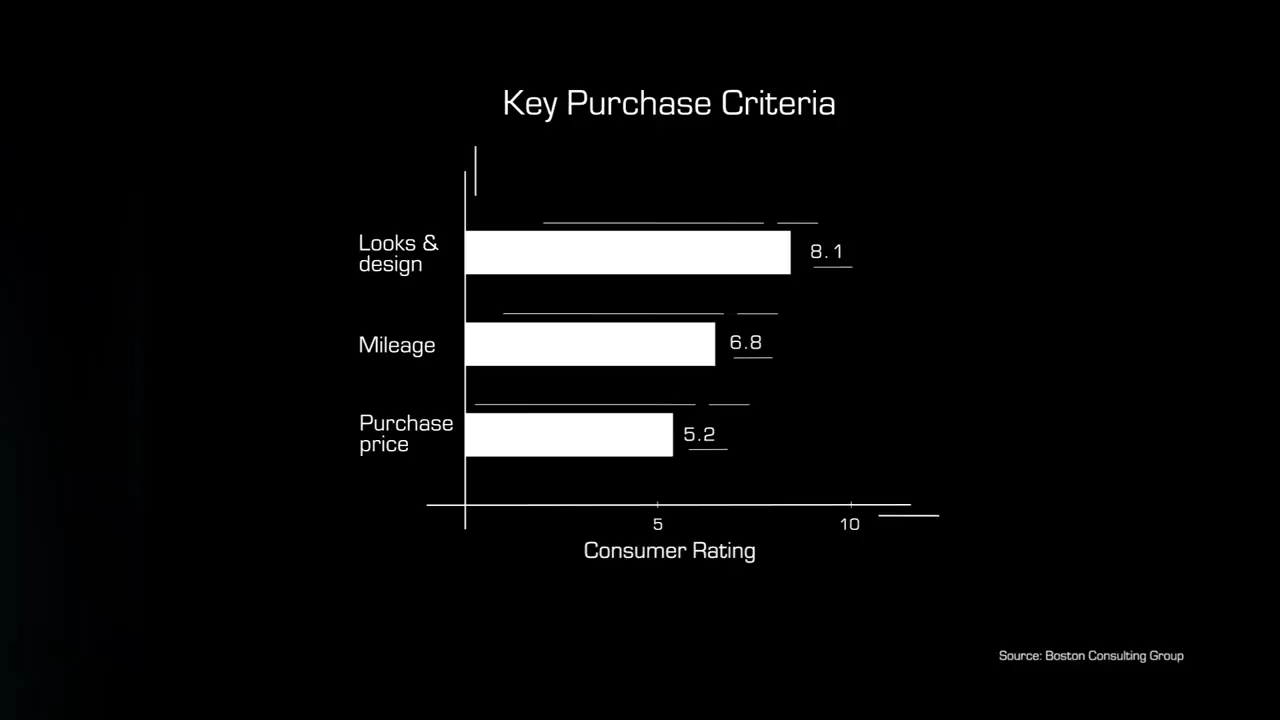 Key Purchase Criteria
Looks &
design
8.1
Mileage
6.8
Purchase
price
5.2
5
10
Consumer Rating
Source: Boston Consulting Group